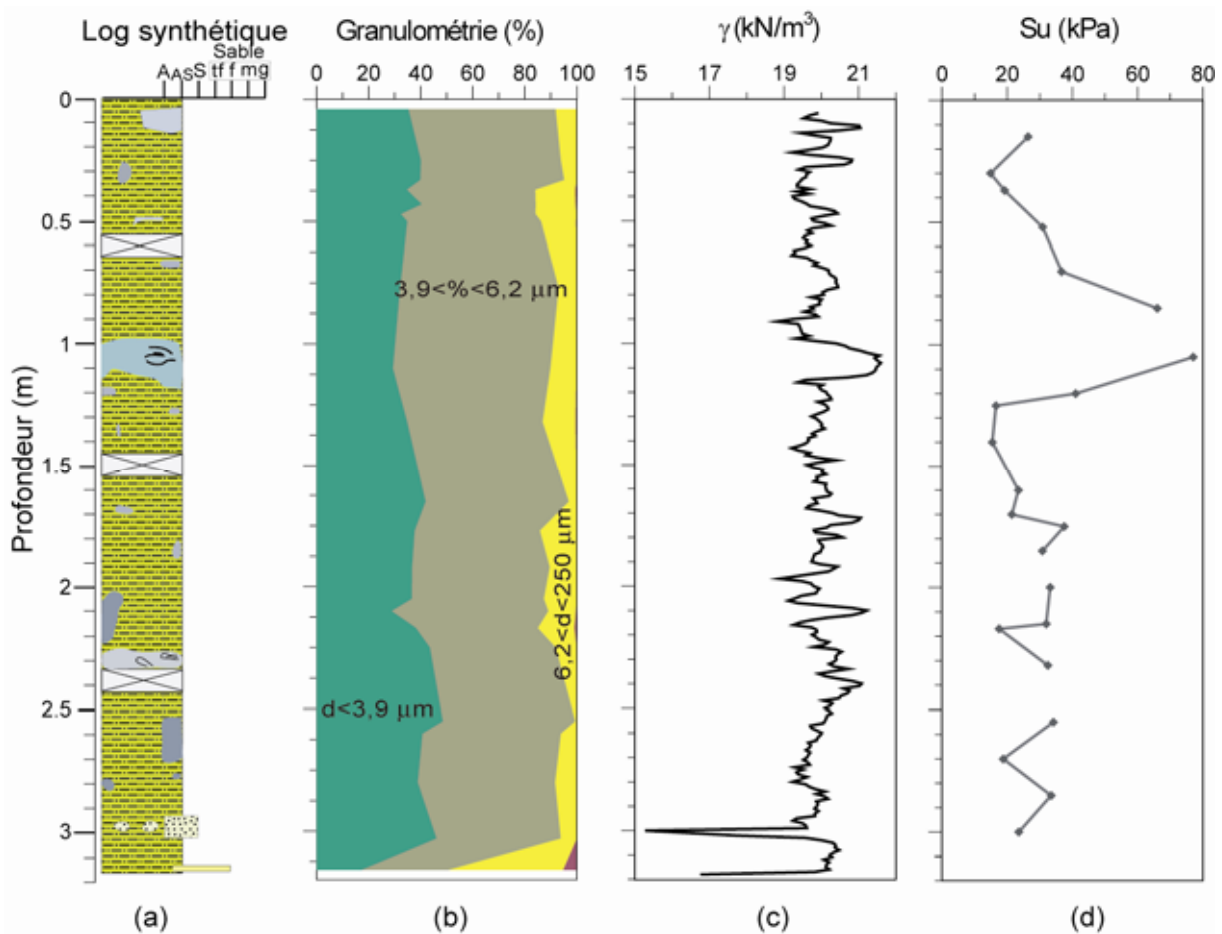 Log synthétique
Sable
A AS S tf f m g
Granulométrie (%)
0 20 40 60 80 100
γ (kN/m³)
15 17 19 21
Su (kPa)
0 20 40 60 80
Profondeur (m)
0
0.5
1
1.5
2
2.5
3
3,9<%<6,2 µm
6,2<d<250 µm
d<3,9 µm
(a) (b) (c) (d)